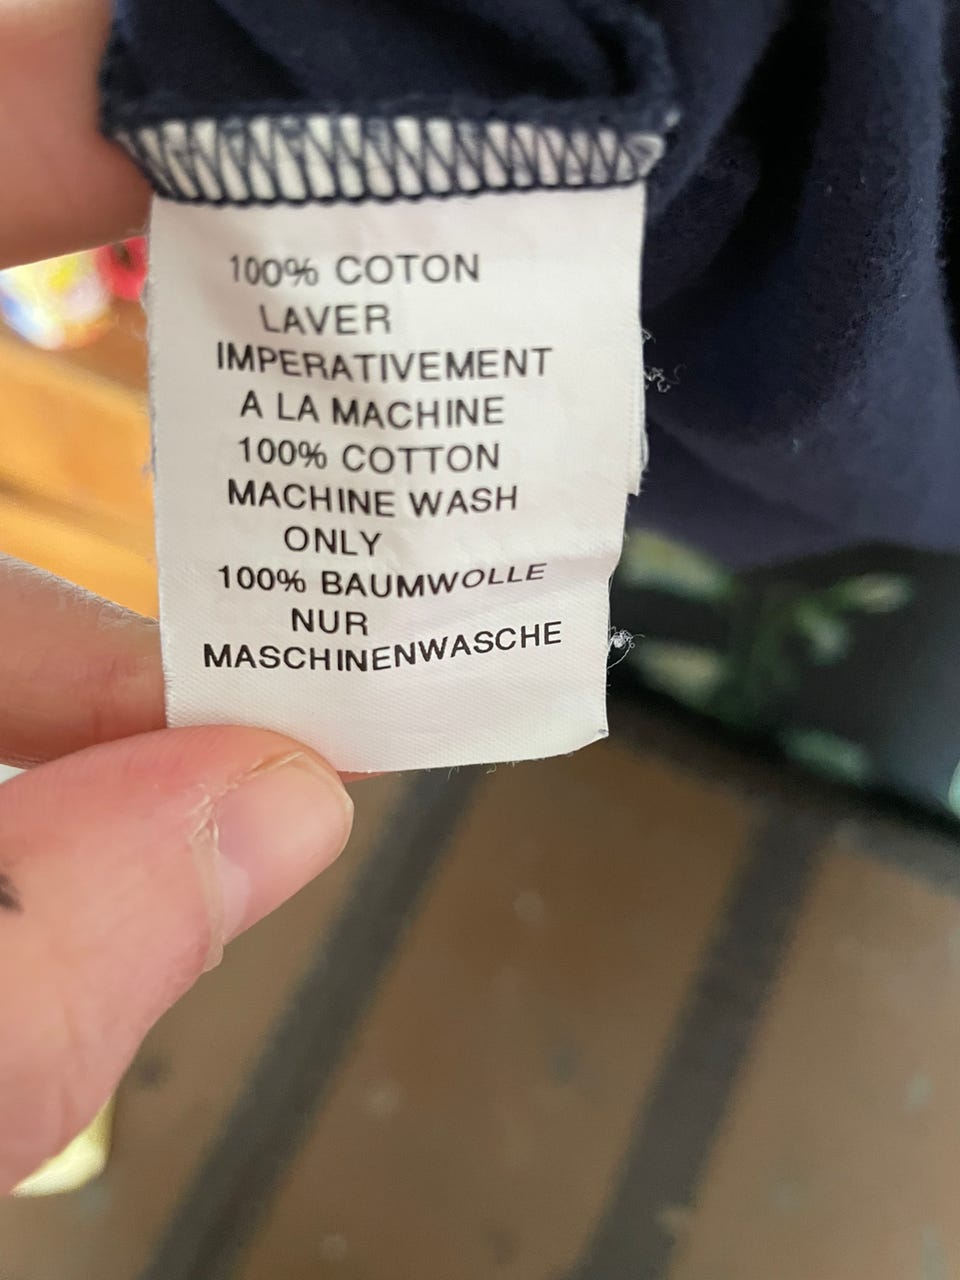 100% COTON
LAVER
IMPERATIVEMENT
A LA MACHINE
100% COTTON
MACHINE WASH
ONLY
100% BAUMWOLLE
NUR
MASCHINENWASCHE